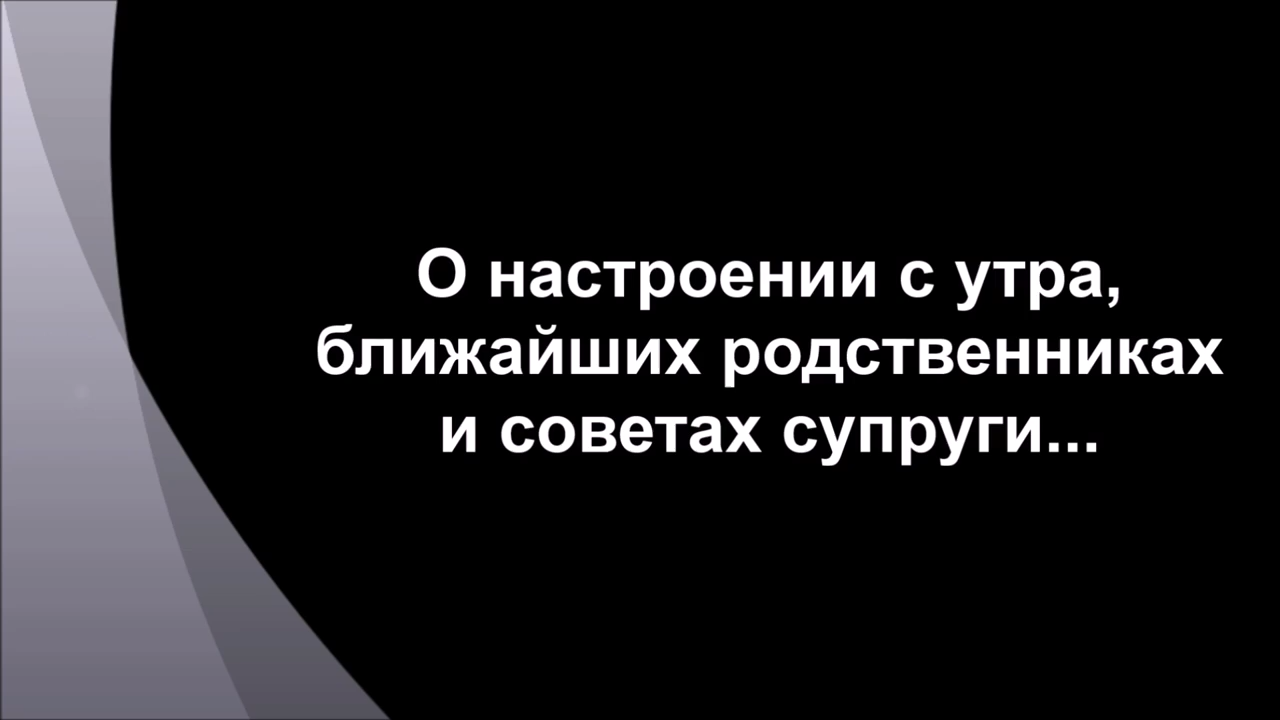 О настроении с утра,
ближайших родственниках
и советах супруги...